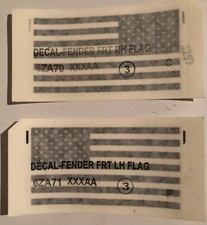 DECAL-FENDER FRT RH FLAG
6ZA70 XXXAA 3 C
DECAL-FENDER FRT LH FLAG
6ZA71 XXXAA 3